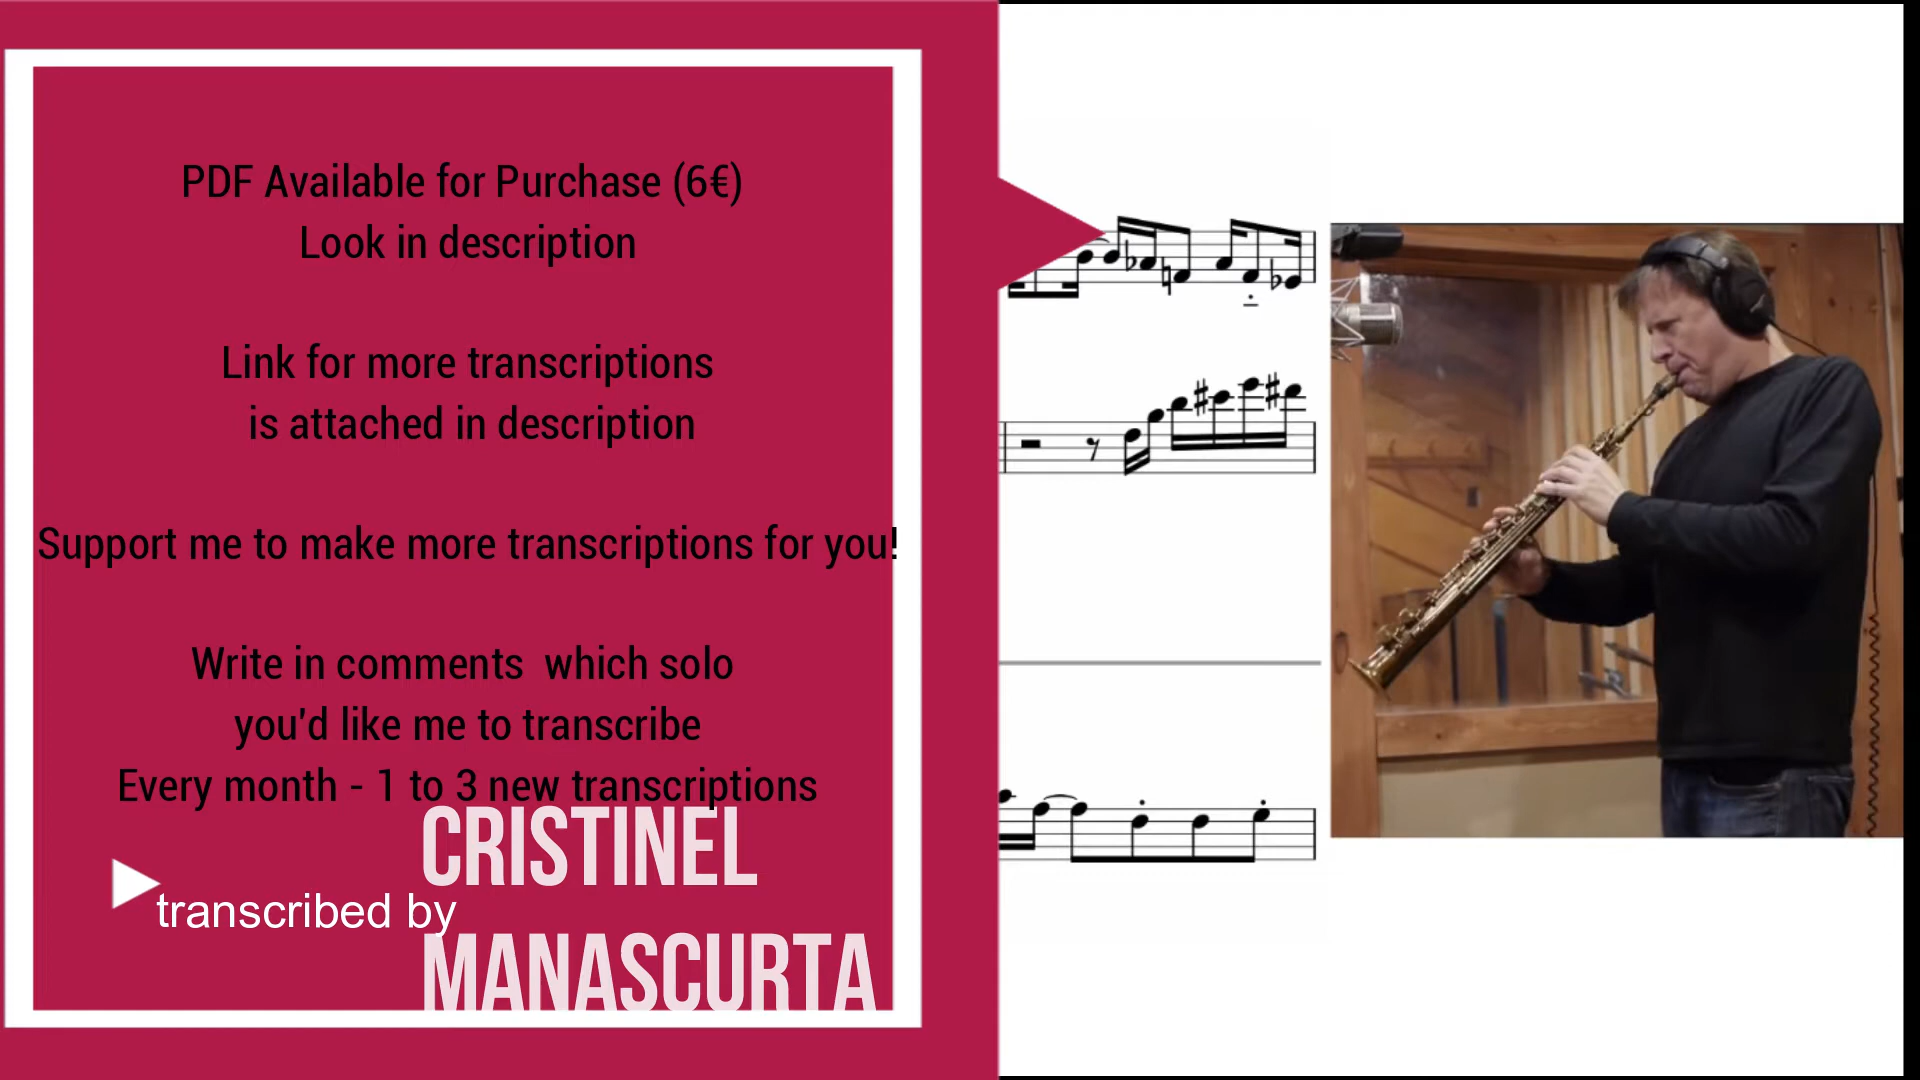 PDF Available for Purchase (6€)
Look in description
Link for more transcriptions
is attached in description
Support me to make more transcriptions for you!
Write in comments  which solo
you'd like me to transcribe
Every month - 1 to 3 new transcriptions
CRISTINEL
transcribed by
MANASCURTA